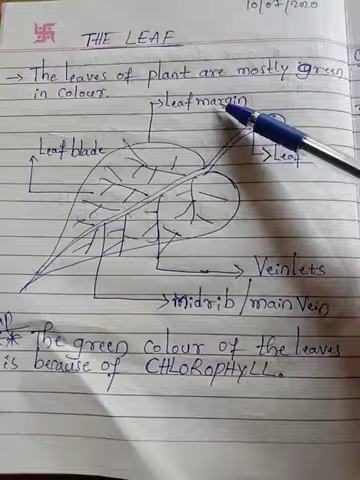 10/07/2020
THE LEAF
→ The leaves of plant are mostly green
in colour.
→ Leaf margin
Leaf blade
→ Leaf
→ Veinlets
→ midrib/main Vein
** The green colour of the leaves
is because of CHLOROPHYLL.